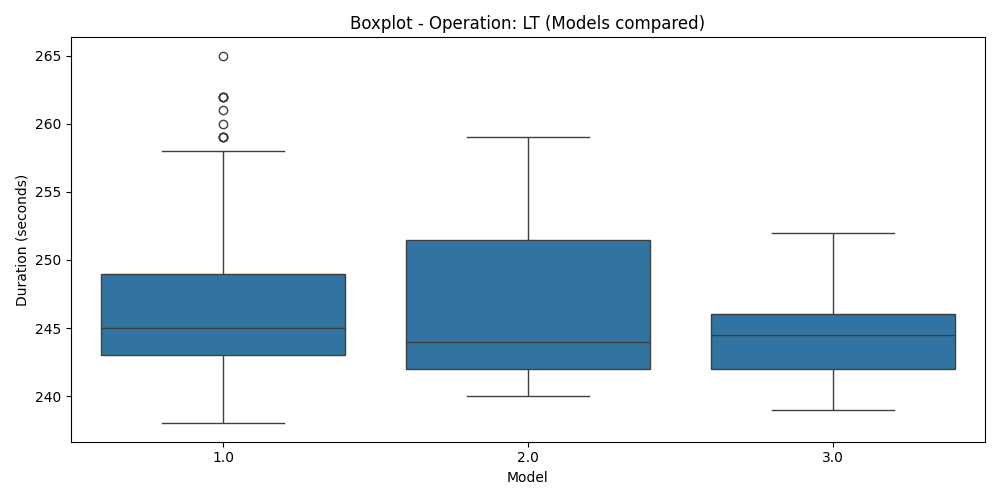 Boxplot - Operation: LT (Models compared)
265
260
255
250
245
240
Duration (seconds)
1.0 2.0 3.0
Model